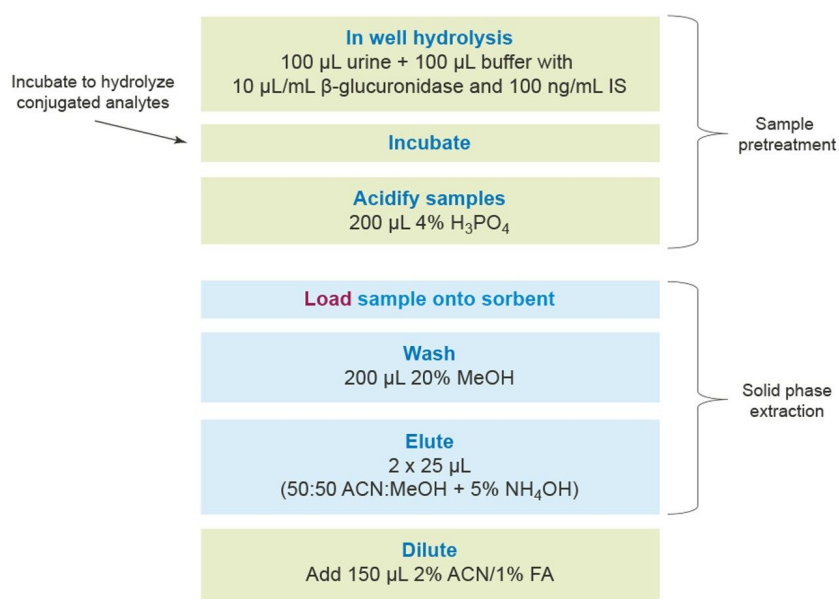 In well hydrolysis
100 µL urine + 100 µL buffer with
10 µL/mL β-glucuronidase and 100 ng/mL IS
Incubate to hydrolyze
conjugated analytes
Incubate
Sample
pretreatment
Acidify samples
200 µL 4% H₃PO₄
Load sample onto sorbent
Wash
200 µL 20% MeOH
Solid phase
extraction
Elute
2 x 25 µL
(50:50 ACN:MeOH + 5% NH₄OH)
Dilute
Add 150 µL 2% ACN/1% FA